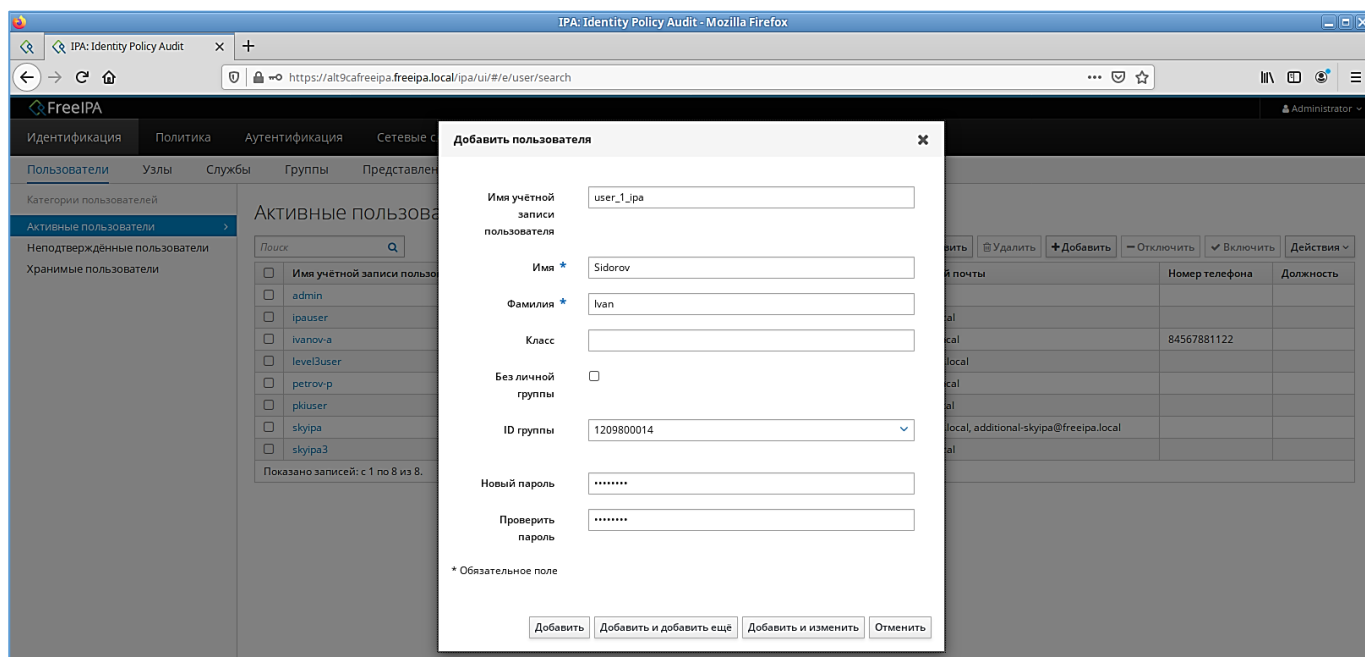 IPA: Identity Policy Audit - Mozilla Firefox
IPA: Identity Policy Audit
https://alt9cafreeipa.freeipa.local/ipa/ui/#/e/user/search
FreeIPA
Administrator
Идентификация Политика Аутентификация Сетевые с
Пользователи Узлы Службы Группы Представлен
Категории пользователей
Активные пользователи
Неподтверждённые пользователи
Хранимые пользователи
Активные пользова
Поиск
вить Удалить +Добавить −Отключить Включить Действия
Имя учётной записи пользо й почты Номер телефона Должность
admin
ipauser cal
ivanov-a ocal 84567881122
level3user .local
petrov-p ocal
pkiuser al
skyipa .local, additional-skyipa@freeipa.local
skyipa3 cal
Показано записей: с 1 по 8 из 8.
Добавить пользователя
Имя учётной
записи
пользователя
user_1_ipa
Имя *
Sidorov
Фамилия *
Ivan
Класс
Без личной
группы
ID группы
1209800014
Новый пароль
••••••••
Проверить
пароль
••••••••
* Обязательное поле
Добавить Добавить и добавить ещё Добавить и изменить Отменить